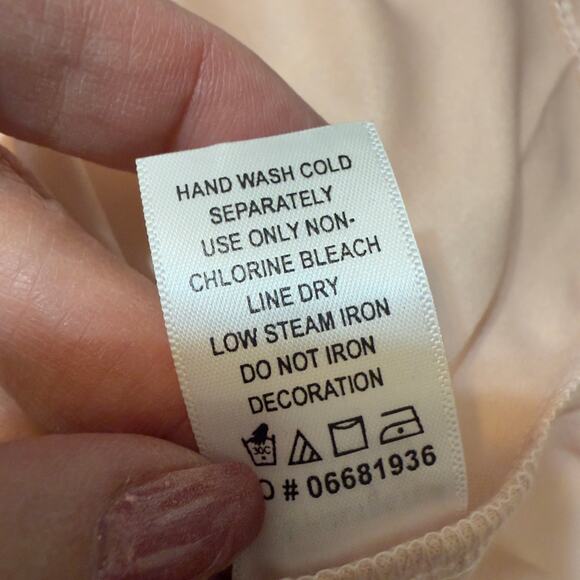 HAND WASH COLD
SEPARATELY
USE ONLY NON-
CHLORINE BLEACH
LINE DRY
LOW STEAM IRON
DO NOT IRON
DECORATION
30C
# 06681936